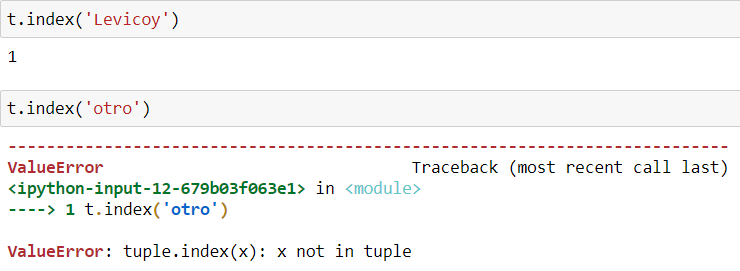 t.index('Levicoy')
1
t.index('otro')
---------------------------------------------------------------------------
ValueError                                Traceback (most recent call last)
<ipython-input-12-679b03f063e1> in <module>
----> 1 t.index('otro')
ValueError: tuple.index(x): x not in tuple